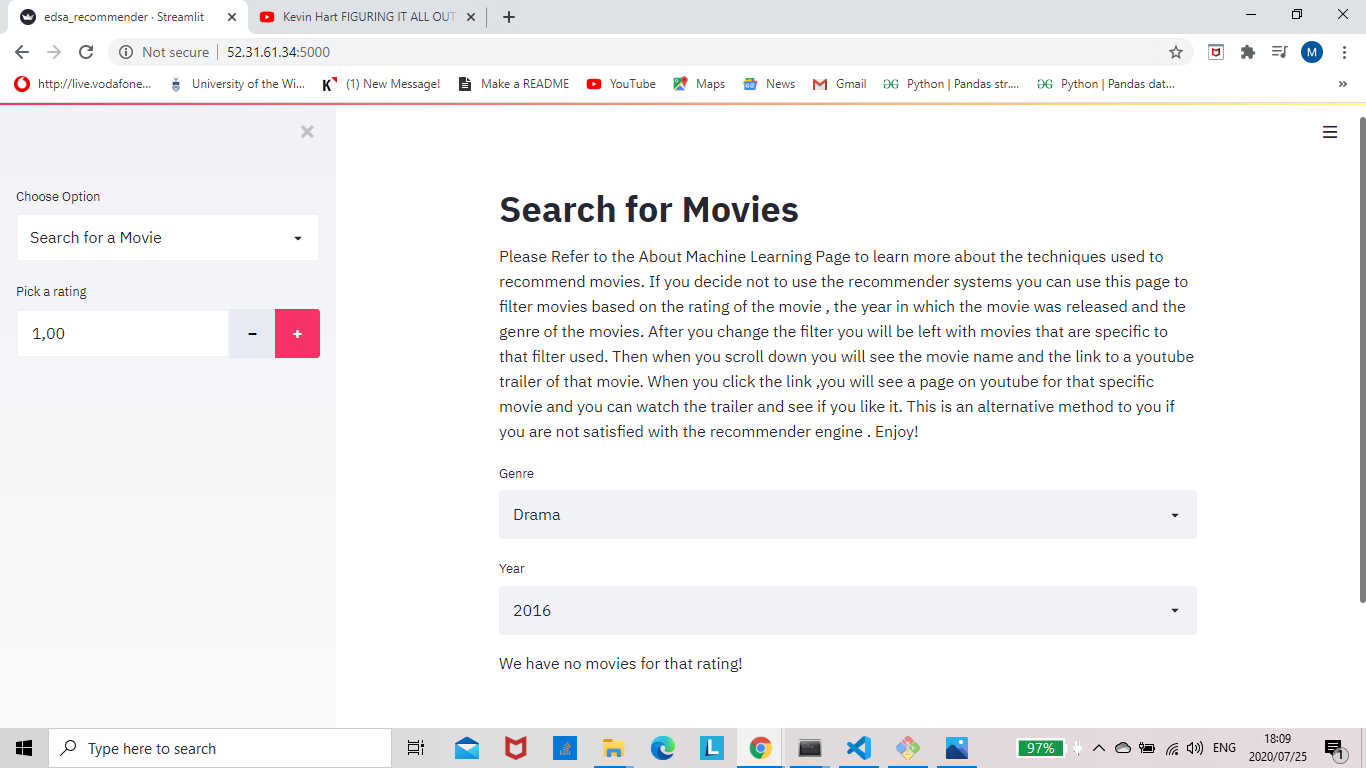 edsa_recommender · Streamlit
Kevin Hart FIGURING IT ALL OUT
Not secure
52.31.61.34:5000
M
http://live.vodafone...
University of the Wi...
(1) New Message!
Make a README
YouTube
Maps
News
Gmail
Python | Pandas str....
Python | Pandas dat...
»
Choose Option
Search for a Movie
Pick a rating
1,00
Search for Movies
Please Refer to the About Machine Learning Page to learn more about the techniques used to
recommend movies. If you decide not to use the recommender systems you can use this page to
filter movies based on the rating of the movie , the year in which the movie was released and the
genre of the movies. After you change the filter you will be left with movies that are specific to
that filter used. Then when you scroll down you will see the movie name and the link to a youtube
trailer of that movie. When you click the link ,you will see a page on youtube for that specific
movie and you can watch the trailer and see if you like it. This is an alternative method to you if
you are not satisfied with the recommender engine . Enjoy!
Genre
Drama
Year
2016
We have no movies for that rating!
Type here to search
L
97%
ENG
18:09
2020/07/25
1